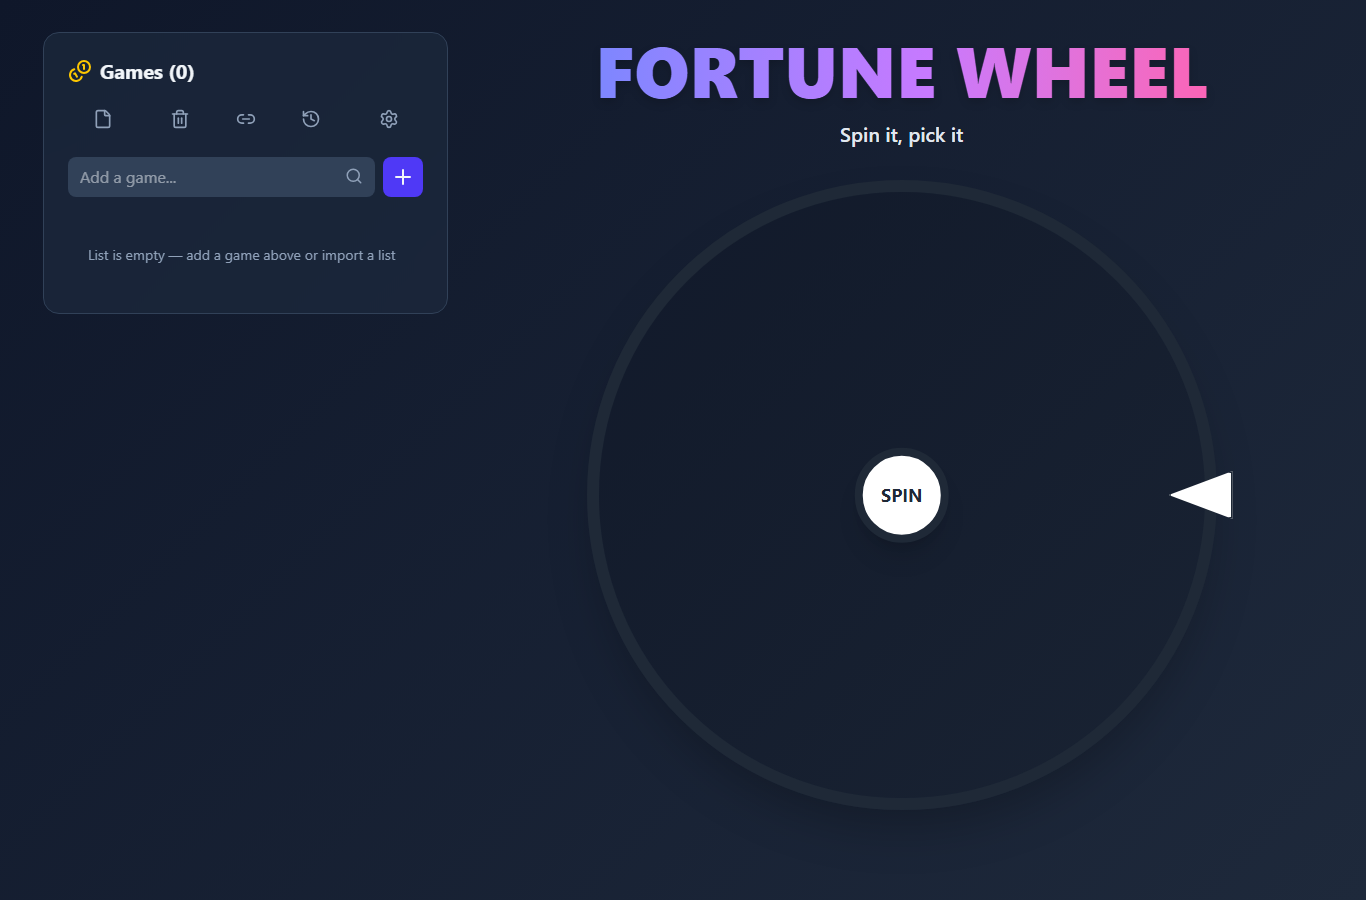 Games (0)
Add a game...
List is empty — add a game above or import a list
FORTUNE WHEEL
Spin it, pick it
SPIN